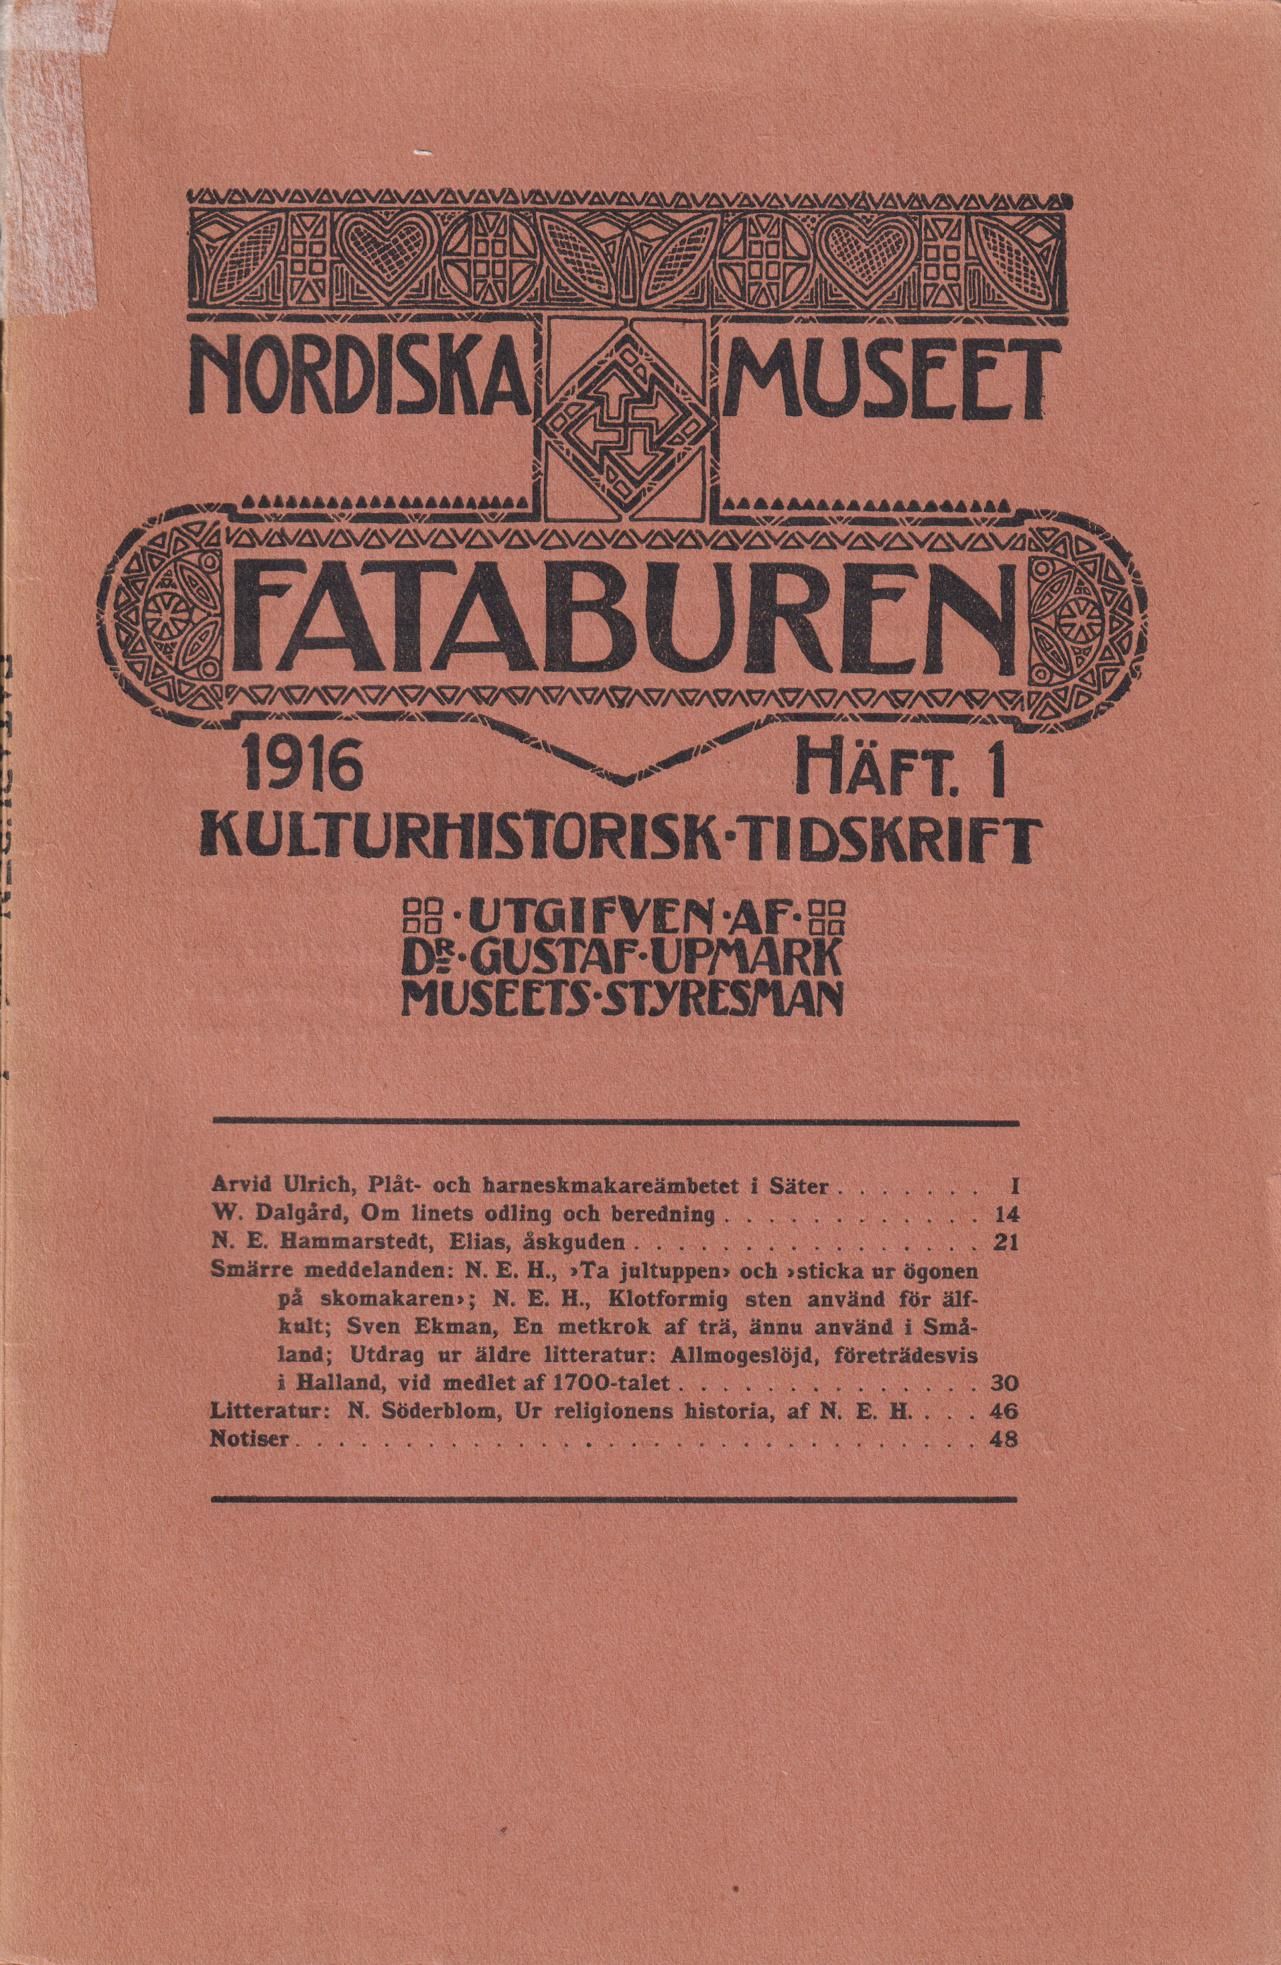 NORDISKA MUSEET
FATABUREN
1916 HÄFT. 1
KULTURHISTORISK·TIDSKRIFT
·UTGIFVEN·AF·
DR·GUSTAF·UPMARK
MUSEETS·STYRESMAN
Arvid Ulrich, Plåt- och harneskmakareämbetet i Säter . . . . . . . I
W. Dalgård, Om linets odling och beredning . . . . . . . . . . . . . 14
N. E. Hammarstedt, Elias, åskguden . . . . . . . . . . . . . . . . 21
Smärre meddelanden: N. E. H., ›Ta jultuppen› och ›sticka ur ögonen
på skomakaren›; N. E. H., Klotformig sten använd för älf-
kult; Sven Ekman, En metkrok af trä, ännu använd i Små-
land; Utdrag ur äldre litteratur: Allmogeslöjd, företrädesvis
i Halland, vid medlet af 1700-talet . . . . . . . . . . . . . . 30
Litteratur: N. Söderblom, Ur religionens historia, af N. E. H. . . . 46
Notiser . . . . . . . . . . . . . . . . . . . . . . . . . . . . . . . 48